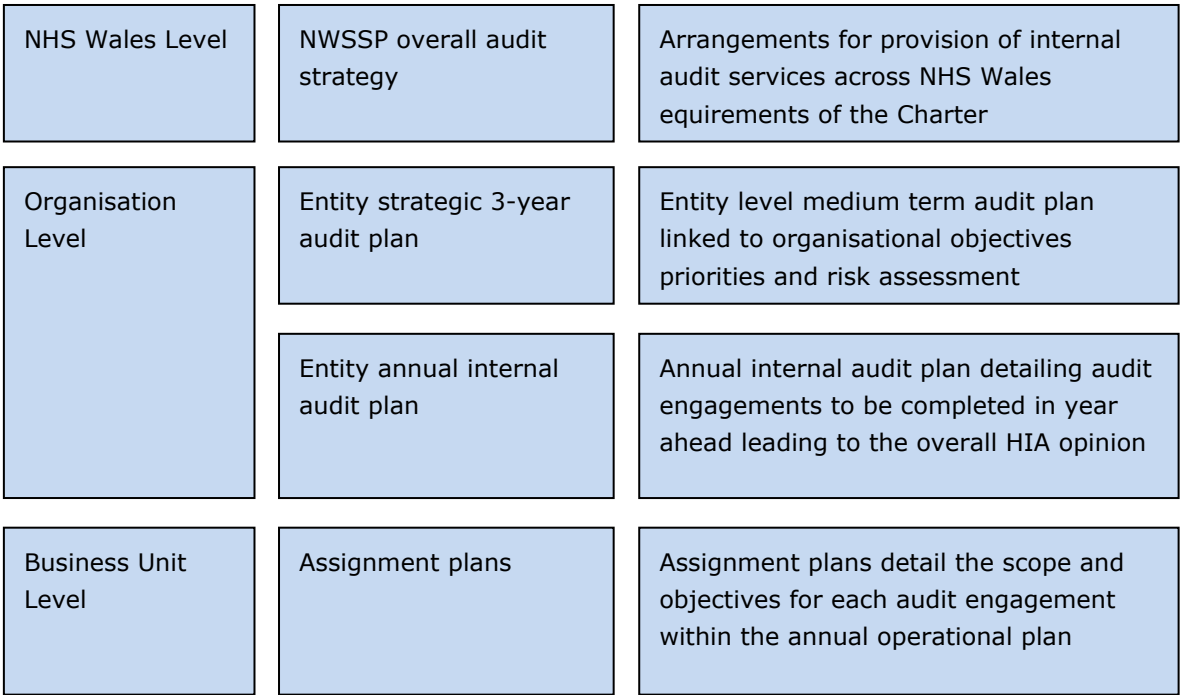 NHS Wales Level
NWSSP overall audit
strategy
Arrangements for provision of internal
audit services across NHS Wales
equirements of the Charter
Organisation
Level
Entity strategic 3-year
audit plan
Entity level medium term audit plan
linked to organisational objectives
priorities and risk assessment
Entity annual internal
audit plan
Annual internal audit plan detailing audit
engagements to be completed in year
ahead leading to the overall HIA opinion
Business Unit
Level
Assignment plans
Assignment plans detail the scope and
objectives for each audit engagement
within the annual operational plan